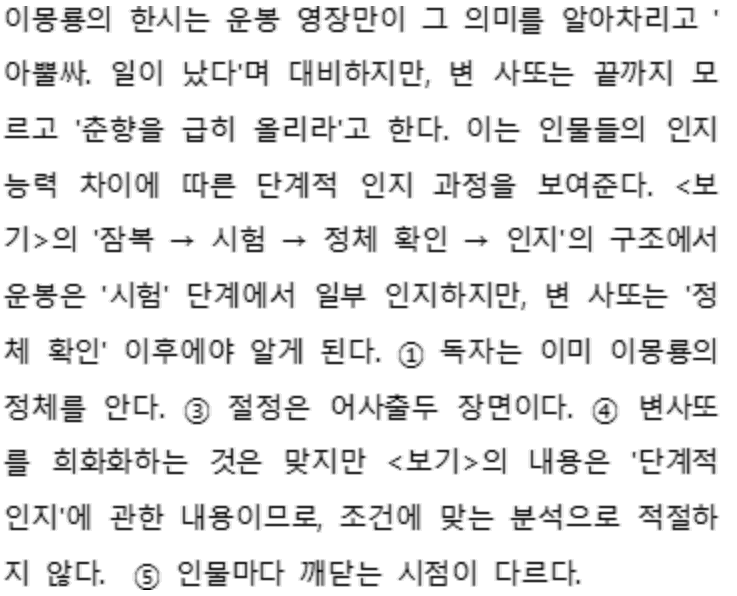 이몽룡의 한시는 운봉 영장만이 그 의미를 알아차리고 '
아뿔싸. 일이 났다'며 대비하지만, 변 사또는 끝까지 모
르고 '춘향을 급히 올리라'고 한다. 이는 인물들의 인지
능력 차이에 따른 단계적 인지 과정을 보여준다. <보
기>의 '잠복 → 시험 → 정체 확인 → 인지'의 구조에서
운봉은 '시험' 단계에서 일부 인지하지만, 변 사또는 '정
체 확인' 이후에야 알게 된다. ① 독자는 이미 이몽룡의
정체를 안다. ③ 절정은 어사출두 장면이다. ④ 변사또
를 희화화하는 것은 맞지만 <보기>의 내용은 '단계적
인지'에 관한 내용이므로, 조건에 맞는 분석으로 적절하
지 않다. ⑤ 인물마다 깨닫는 시점이 다르다.